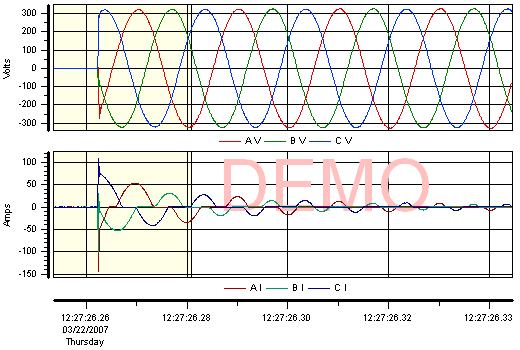 300
200
100
0
-100
-200
-300
Volts
A V B V C V
DEMO
100
50
0
-50
-100
-150
Amps
A I B I C I
12:27:26.26 12:27:26.28 12:27:26.30 12:27:26.32 12:27:26.33
03/22/2007
Thursday